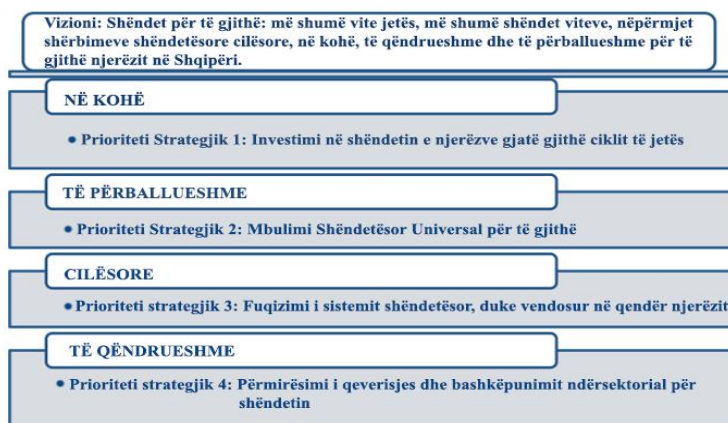 Vizioni: Shëndet për të gjithë: më shumë vite jetës, më shumë shëndet viteve, nëpërmjet
shërbimeve shëndetësore cilësore, në kohë, të qëndrueshme dhe të përballueshme për të
gjithë njerëzit në Shqipëri.
NË KOHË
• Prioriteti Strategjik 1: Investimi në shëndetin e njerëzve gjatë gjithë ciklit të jetës
TË PËRBALLUESHME
• Prioriteti Strategjik 2: Mbulimi Shëndetësor Universal për të gjithë
CILËSORE
• Prioriteti strategjik 3: Fuqizimi i sistemit shëndetësor, duke vendosur në qendër njerëzit
TË QËNDRUESHME
• Prioriteti strategjik 4: Përmirësimi i qeverisjes dhe bashkëpunimit ndërsektorial për
shëndetin